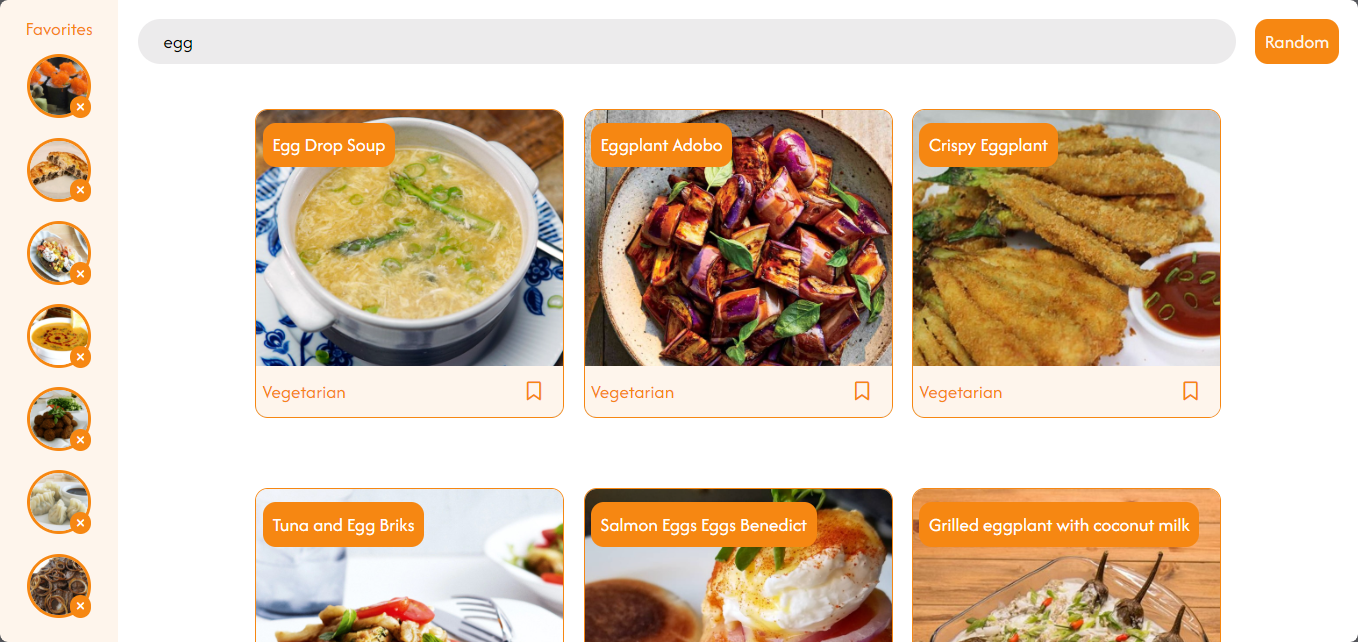 Favorites
egg
Random
Egg Drop Soup
Eggplant Adobo
Crispy Eggplant
Vegetarian
Vegetarian
Vegetarian
Tuna and Egg Briks
Salmon Eggs Eggs Benedict
Grilled eggplant with coconut milk